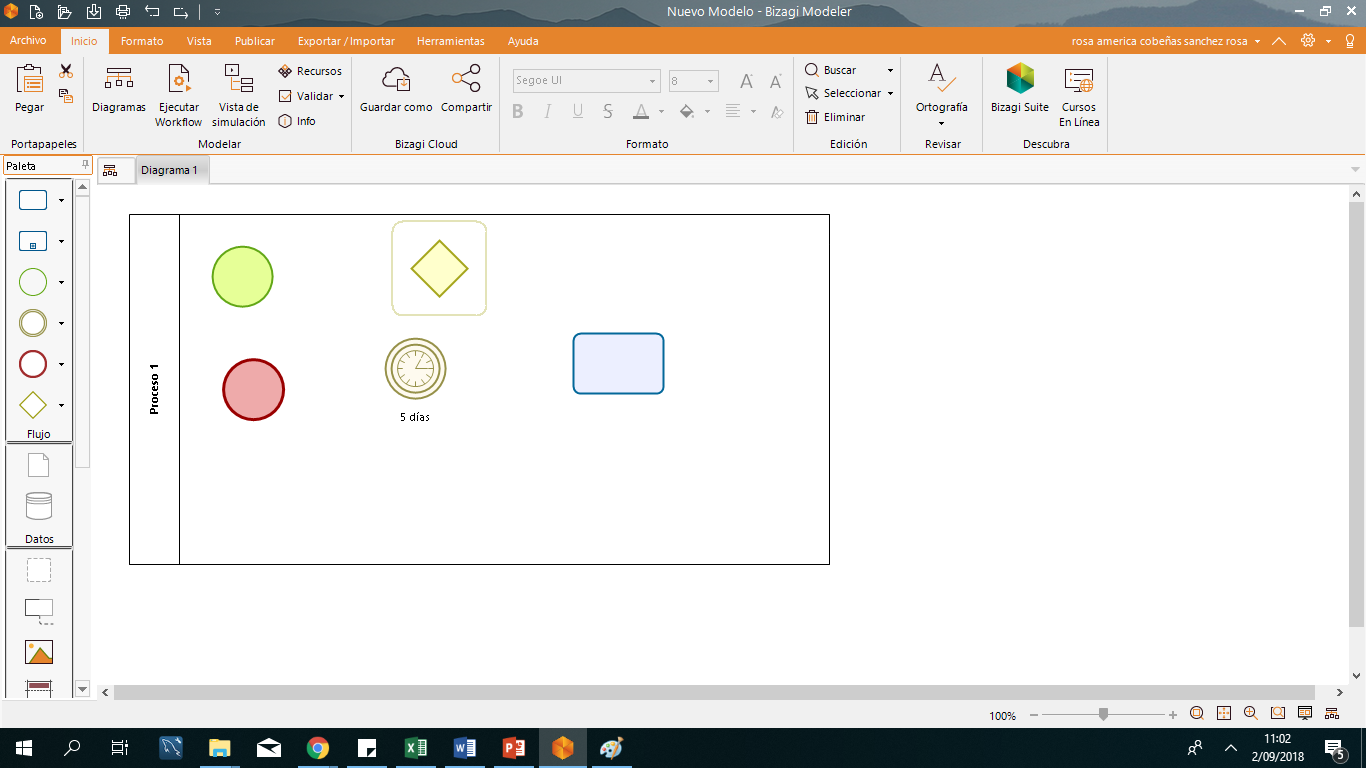 Nuevo Modelo - Bizagi Modeler
Archivo Inicio Formato Vista Publicar Exportar / Importar Herramientas Ayuda rosa america cobeñas sanchez rosa
Pegar
Portapapeles
Diagramas
Ejecutar
Workflow
Vista de
simulación
Recursos
Validar
Info
Modelar
Guardar como
Compartir
Bizagi Cloud
Segoe UI 8
B I U S A
Formato
Buscar
Seleccionar
Eliminar
Edición
Ortografía
Revisar
Bizagi Suite
Cursos
En Línea
Descubra
Paleta
Diagrama 1
Flujo
Datos
Proceso 1
5 días
100%
11:02
2/09/2018
5